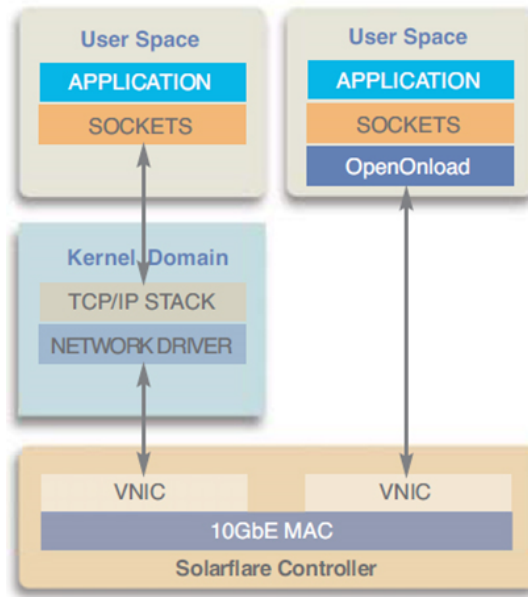 User Space
APPLICATION
SOCKETS
User Space
APPLICATION
SOCKETS
OpenOnload
Kernel Domain
TCP/IP STACK
NETWORK DRIVER
VNIC
VNIC
10GbE MAC
Solarflare Controller